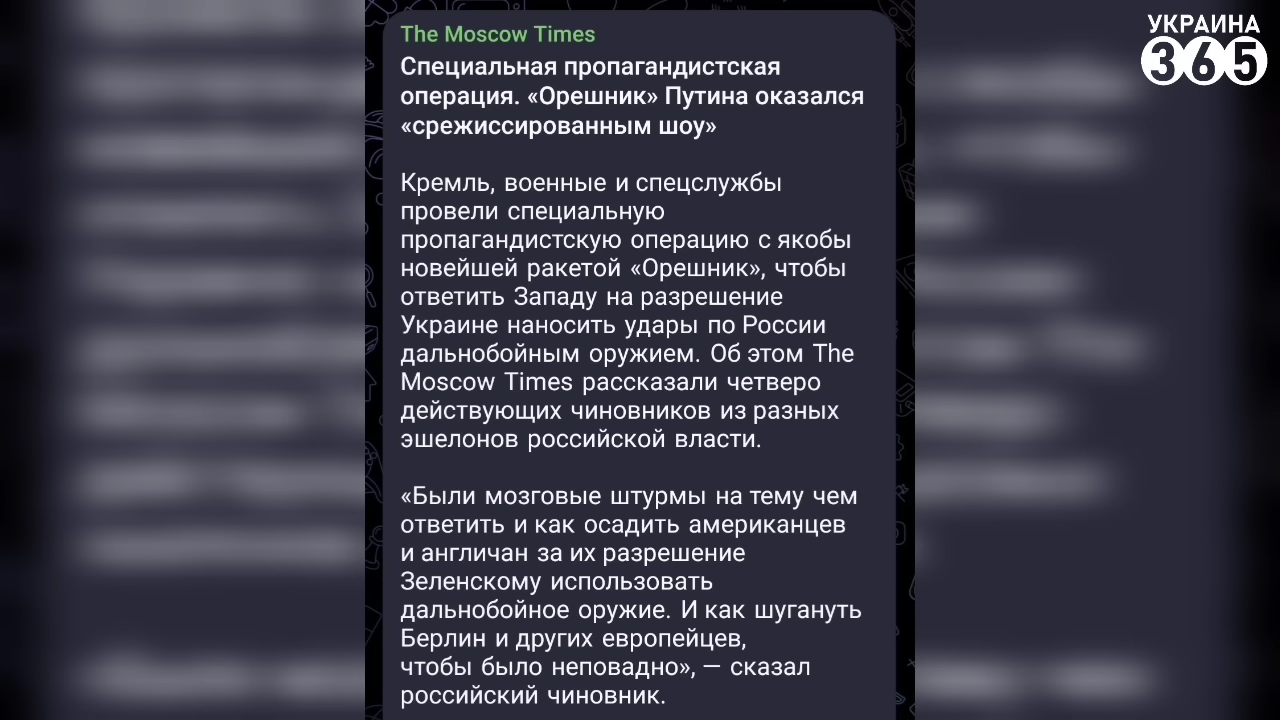 The Moscow Times
Специальная пропагандистская
операция. «Орешник» Путина оказался
«срежиссированным шоу»
Кремль, военные и спецслужбы
провели специальную
пропагандистскую операцию с якобы
новейшей ракетой «Орешник», чтобы
ответить Западу на разрешение
Украине наносить удары по России
дальнобойным оружием. Об этом The
Moscow Times рассказали четверо
действующих чиновников из разных
эшелонов российской власти.
«Были мозговые штурмы на тему чем
ответить и как осадить американцев
и англичан за их разрешение
Зеленскому использовать
дальнобойное оружие. И как шугануть
Берлин и других европейцев,
чтобы было неповадно», — сказал
российский чиновник.
УКРАИНА
365